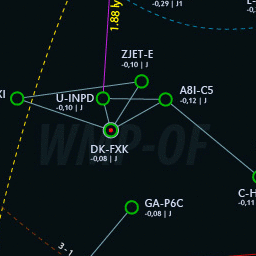 -0,29 | J1
1.88 ly
ZJET-E
-0,10 | J
A8I-C5
-0,12 | J
U-INPD
-0,10 | J
DK-FXK
-0,08 | J
GA-P6C
-0,08 | J
C-H
-0,11
3-1